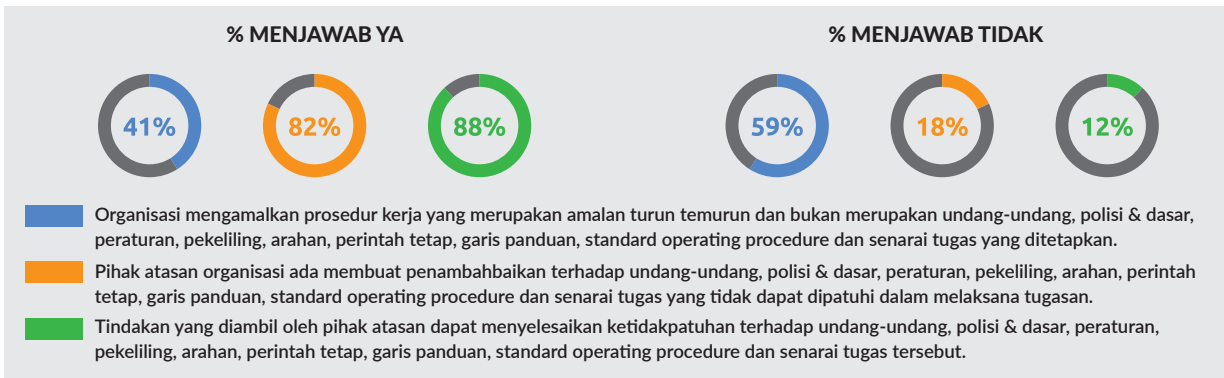 % MENJAWAB YA
% MENJAWAB TIDAK
41%
82%
88%
59%
18%
12%
Organisasi mengamalkan prosedur kerja yang merupakan amalan turun temurun dan bukan merupakan undang-undang, polisi & dasar,
peraturan, pekeliling, arahan, perintah tetap, garis panduan, standard operating procedure dan senarai tugas yang ditetapkan.
Pihak atasan organisasi ada membuat penambahbaikan terhadap undang-undang, polisi & dasar, peraturan, pekeliling, arahan, perintah
tetap, garis panduan, standard operating procedure dan senarai tugas yang tidak dapat dipatuhi dalam melaksana tugasan.
Tindakan yang diambil oleh pihak atasan dapat menyelesaikan ketidakpatuhan terhadap undang-undang, polisi & dasar, peraturan,
pekeliling, arahan, perintah tetap, garis panduan, standard operating procedure dan senarai tugas tersebut.